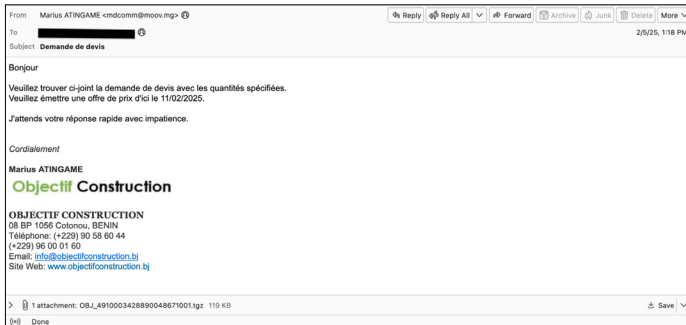 From Marius ATINGAME <mdcomm@moov.mg>
Reply Reply All Forward Archive Junk Delete More
To
2/5/25, 1:18 PM
Subject Demande de devis
Bonjour
Veuillez trouver ci-joint la demande de devis avec les quantités spécifiées.
Veuillez émettre une offre de prix d'ici le 11/02/2025.
J'attends votre réponse rapide avec impatience.
Cordialement
Marius ATINGAME
Objectif Construction
OBJECTIF CONSTRUCTION
08 BP 1056 Cotonou, BENIN
Téléphone: (+229) 90 58 60 44
(+229) 96 00 01 60
Email: info@objectifconstruction.bj
Site Web: www.objectifconstruction.bj
1 attachment: OBJ_4910003428890048671001.tgz 119 KB
Save
Done